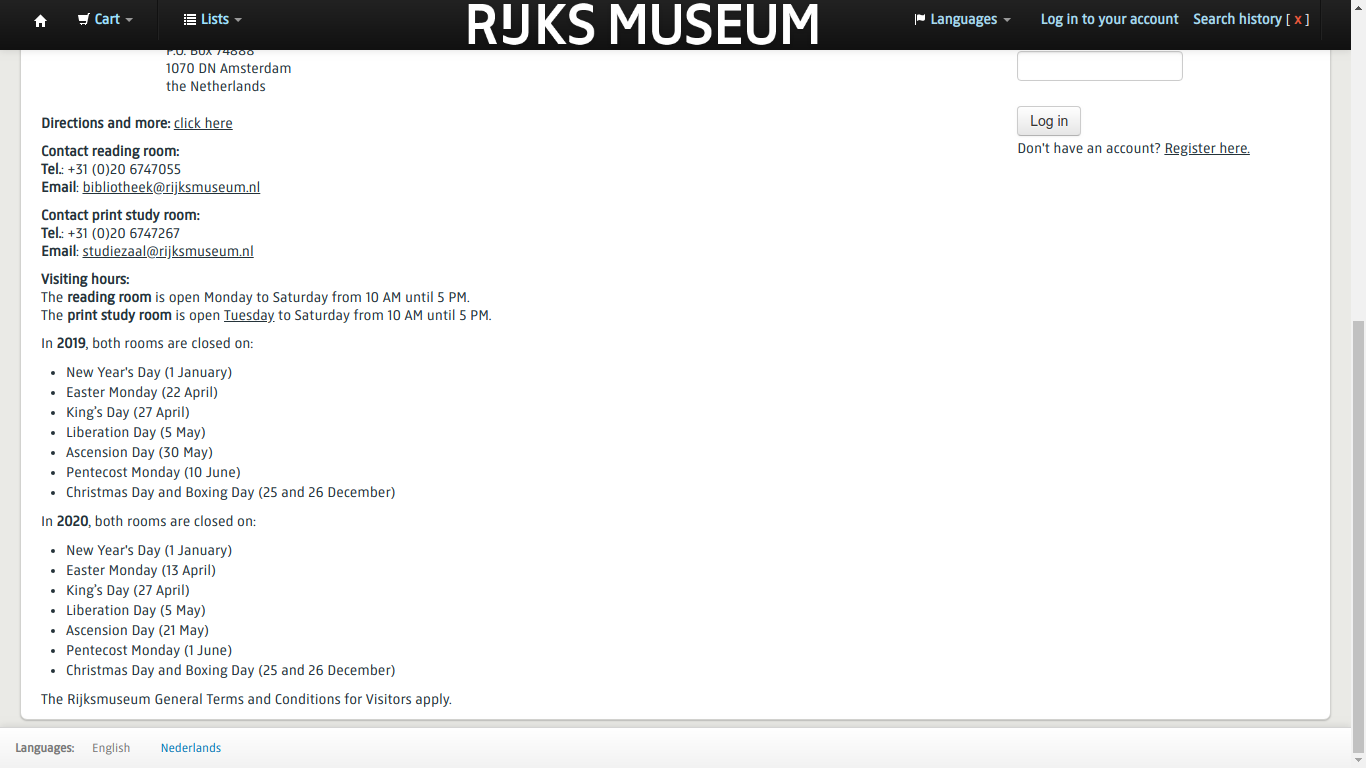 Cart
Lists
RIJKS MUSEUM
Languages
Log in to your account
Search history [ x ]
P.O. Box 74888
1070 DN Amsterdam
the Netherlands
Directions and more: click here
Contact reading room:
Tel.: +31 (0)20 6747055
Email: bibliotheek@rijksmuseum.nl
Contact print study room:
Tel.: +31 (0)20 6747267
Email: studiezaal@rijksmuseum.nl
Visiting hours:
The reading room is open Monday to Saturday from 10 AM until 5 PM.
The print study room is open Tuesday to Saturday from 10 AM until 5 PM.
In 2019, both rooms are closed on:
• New Year's Day (1 January)
• Easter Monday (22 April)
• King’s Day (27 April)
• Liberation Day (5 May)
• Ascension Day (30 May)
• Pentecost Monday (10 June)
• Christmas Day and Boxing Day (25 and 26 December)
In 2020, both rooms are closed on:
• New Year's Day (1 January)
• Easter Monday (13 April)
• King’s Day (27 April)
• Liberation Day (5 May)
• Ascension Day (21 May)
• Pentecost Monday (1 June)
• Christmas Day and Boxing Day (25 and 26 December)
The Rijksmuseum General Terms and Conditions for Visitors apply.
Log in
Don't have an account? Register here.
Languages:
English
Nederlands